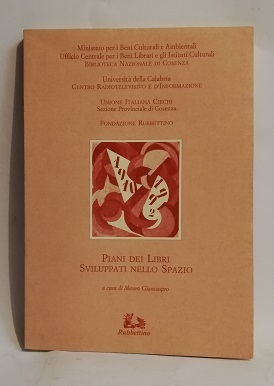 Ministero per i Beni Culturali e Ambientali
Ufficio Centrale per i Beni Librari e gli Istituti Culturali
Biblioteca Nazionale di Cosenza
Università della Calabria
Centro Radiotelevisivo e d'Informazione
Unione Italiana Ciechi
Sezione Provinciale di Cosenza
Fondazione Rubbettino
1910
1998
Piani dei Libri
Sviluppati nello Spazio
a cura di Mauro
Rubbettino